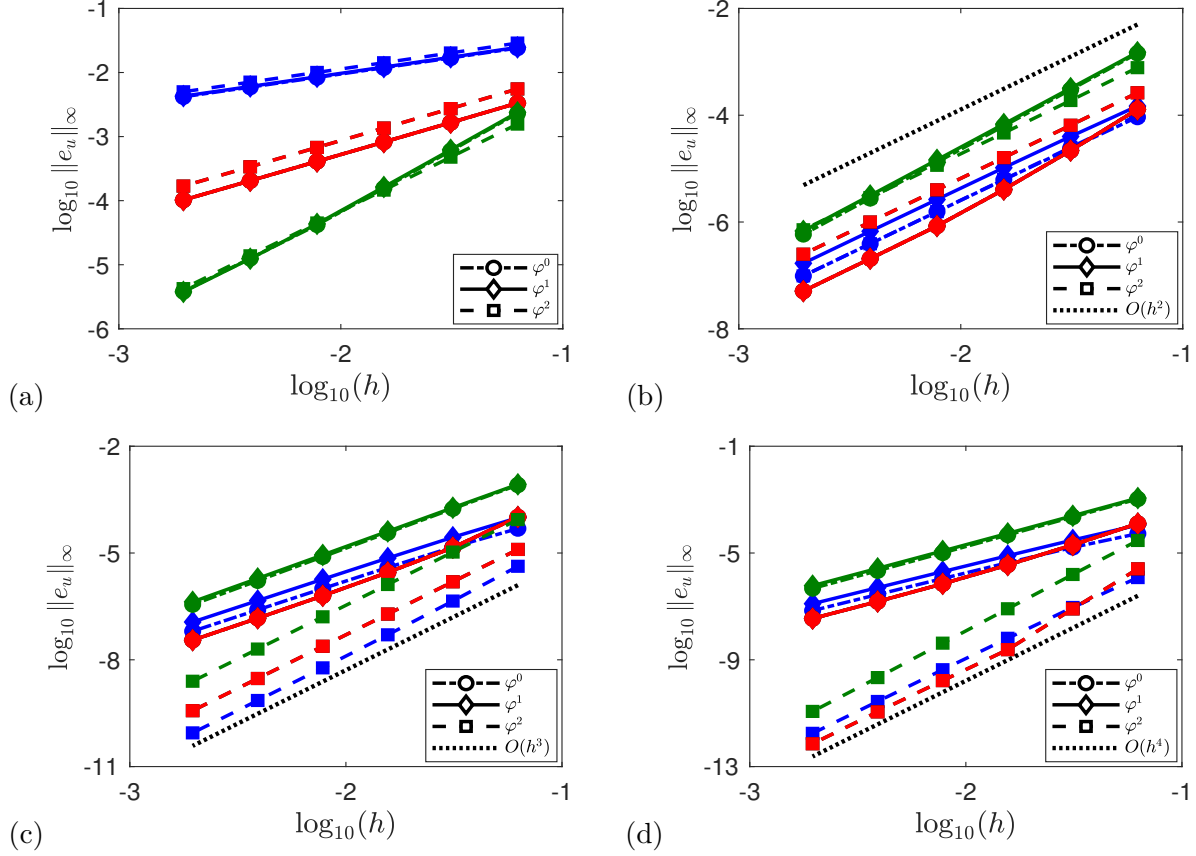 -1
-2
-3
-4
-5
-6
-3
-2
-1
log₁₀ ‖e_u‖_∞
log₁₀(h)
φ⁰
φ¹
φ²
(a)
-2
-4
-6
-8
-3
-2
-1
log₁₀ ‖e_u‖_∞
log₁₀(h)
φ⁰
φ¹
φ²
O(h²)
(b)
-2
-5
-8
-11
-3
-2
-1
log₁₀ ‖e_u‖_∞
log₁₀(h)
φ⁰
φ¹
φ²
O(h³)
(c)
-1
-5
-9
-13
-3
-2
-1
log₁₀ ‖e_u‖_∞
log₁₀(h)
φ⁰
φ¹
φ²
O(h⁴)
(d)